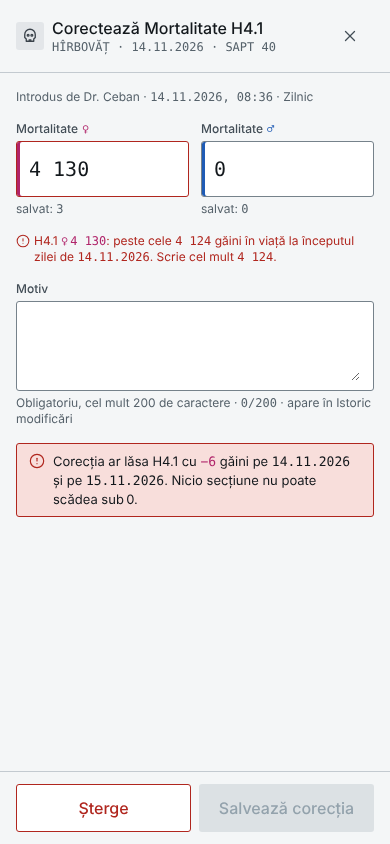 Corectează Mortalitate H4.1
HÎRBOVĂȚ · 14.11.2026 · SAPT 40
Introdus de Dr. Ceban · 14.11.2026, 08:36 · Zilnic
Mortalitate ♀
Mortalitate ♂
4 130
0
salvat: 3
salvat: 0
H4.1 ♀ 4 130: peste cele 4 124 găini în viață la începutul
zilei de 14.11.2026. Scrie cel mult 4 124.
Motiv
Obligatoriu, cel mult 200 de caractere · 0/200 · apare în Istoric
modificări
Corecția ar lăsa H4.1 cu −6 găini pe 14.11.2026
și pe 15.11.2026. Nicio secțiune nu poate
scădea sub 0.
Șterge
Salvează corecția